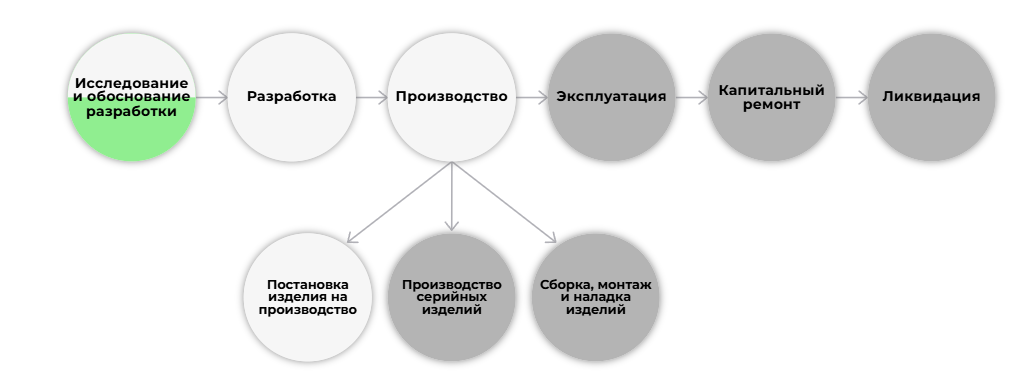 Исследование
и обоснование
разработки
Разработка
Производство
Эксплуатация
Капитальный
ремонт
Ликвидация
Постановка
изделия на
производство
Производство
серийных
изделий
Сборка, монтаж
и наладка
изделий